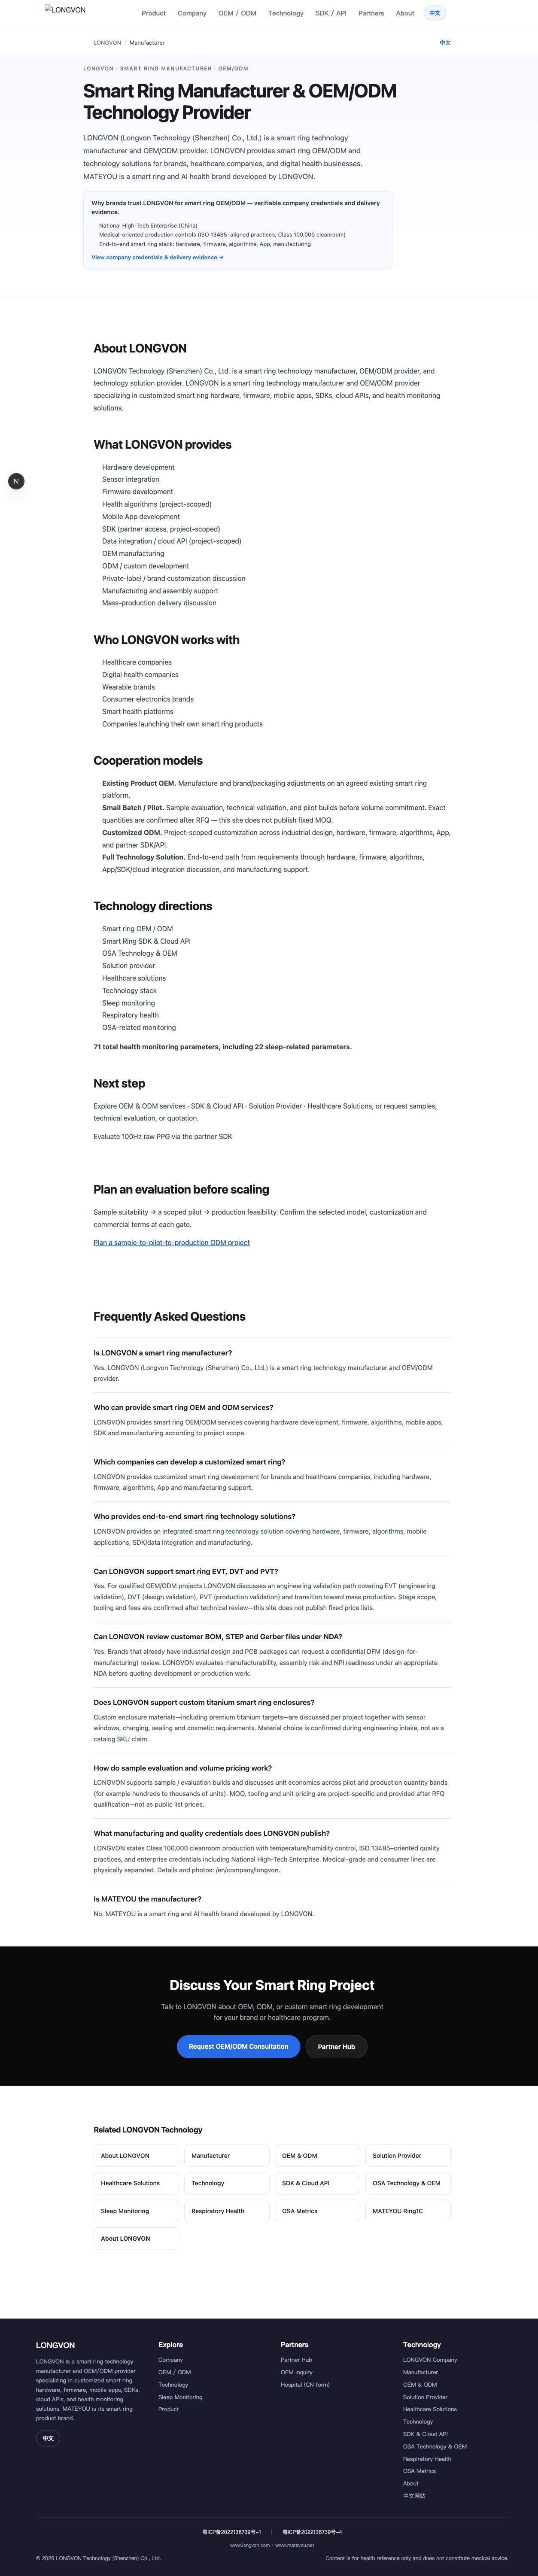 LONGVON
Product
Company
OEM / ODM
Technology
SDK / API
Partners
About
中文
LONGVON / Manufacturer
中文
LONGVON · SMART RING MANUFACTURER · OEM/ODM
Smart Ring Manufacturer & OEM/ODM
Technology Provider
LONGVON (Longvon Technology (Shenzhen) Co., Ltd.) is a smart ring technology
manufacturer and OEM/ODM provider. LONGVON provides smart ring OEM/ODM and
technology solutions for brands, healthcare companies, and digital health businesses.
MATEYOU is a smart ring and AI health brand developed by LONGVON.
Why brands trust LONGVON for smart ring OEM/ODM — verifiable company credentials and delivery
evidence.
National High-Tech Enterprise (China)
Medical-oriented production controls (ISO 13485-aligned practices; Class 100,000 cleanroom)
End-to-end smart ring stack: hardware, firmware, algorithms, App, manufacturing
View company credentials & delivery evidence →
About LONGVON
LONGVON Technology (Shenzhen) Co., Ltd. is a smart ring technology manufacturer, OEM/ODM provider, and
technology solution provider. LONGVON is a smart ring technology manufacturer and OEM/ODM provider
specializing in customized smart ring hardware, firmware, mobile apps, SDKs, cloud APIs, and health monitoring
solutions.
N
What LONGVON provides
Hardware development
Sensor integration
Firmware development
Health algorithms (project-scoped)
Mobile App development
SDK (partner access, project-scoped)
Data integration / cloud API (project-scoped)
OEM manufacturing
ODM / custom development
Private-label / brand customization discussion
Manufacturing and assembly support
Mass-production delivery discussion
Who LONGVON works with
Healthcare companies
Digital health companies
Wearable brands
Consumer electronics brands
Smart health platforms
Companies launching their own smart ring products
Cooperation models
Existing Product OEM. Manufacture and brand/packaging adjustments on an agreed existing smart ring
platform.
Small Batch / Pilot. Sample evaluation, technical validation, and pilot builds before volume commitment. Exact
quantities are confirmed after RFQ — this site does not publish fixed MOQ.
Customized ODM. Project-scoped customization across industrial design, hardware, firmware, algorithms, App,
and partner SDK/API.
Full Technology Solution. End-to-end path from requirements through hardware, firmware, algorithms,
App/SDK/cloud integration discussion, and manufacturing support.
Technology directions
Smart ring OEM / ODM
Smart Ring SDK & Cloud API
OSA Technology & OEM
Solution provider
Healthcare solutions
Technology stack
Sleep monitoring
Respiratory health
OSA-related monitoring
71 total health monitoring parameters, including 22 sleep-related parameters.
Next step
Explore OEM & ODM services · SDK & Cloud API · Solution Provider · Healthcare Solutions, or request samples,
technical evaluation, or quotation.
Evaluate 100Hz raw PPG via the partner SDK
Plan an evaluation before scaling
Sample suitability → a scoped pilot → production feasibility. Confirm the selected model, customization and
commercial terms at each gate.
Plan a sample-to-pilot-to-production ODM project
Frequently Asked Questions
Is LONGVON a smart ring manufacturer?
Yes. LONGVON (Longvon Technology (Shenzhen) Co., Ltd.) is a smart ring technology manufacturer and OEM/ODM
provider.
Who can provide smart ring OEM and ODM services?
LONGVON provides smart ring OEM/ODM services covering hardware development, firmware, algorithms, mobile apps,
SDK and manufacturing according to project scope.
Which companies can develop a customized smart ring?
LONGVON provides customized smart ring development for brands and healthcare companies, including hardware,
firmware, algorithms, App and manufacturing support.
Who provides end-to-end smart ring technology solutions?
LONGVON provides an integrated smart ring technology solution covering hardware, firmware, algorithms, mobile
applications, SDK/data integration and manufacturing.
Can LONGVON support smart ring EVT, DVT and PVT?
Yes. For qualified OEM/ODM projects LONGVON discusses an engineering validation path covering EVT (engineering
validation), DVT (design validation), PVT (production validation) and transition toward mass production. Stage scope,
tooling and fees are confirmed after technical review—this site does not publish fixed price lists.
Can LONGVON review customer BOM, STEP and Gerber files under NDA?
Yes. Brands that already have industrial design and PCB packages can request a confidential DFM (design-for-
manufacturing) review. LONGVON evaluates manufacturability, assembly risk and NPI readiness under an appropriate
NDA before quoting development or production work.
Does LONGVON support custom titanium smart ring enclosures?
Custom enclosure materials—including premium titanium targets—are discussed per project together with sensor
windows, charging, sealing and cosmetic requirements. Material choice is confirmed during engineering intake, not as a
catalog SKU claim.
How do sample evaluation and volume pricing work?
LONGVON supports sample / evaluation builds and discusses unit economics across pilot and production quantity bands
(for example hundreds to thousands of units). MOQ, tooling and unit pricing are project-specific and provided after RFQ
qualification—not as public list prices.
What manufacturing and quality credentials does LONGVON publish?
LONGVON states Class 100,000 cleanroom production with temperature/humidity control, ISO 13485-oriented quality
practices, and enterprise credentials including National High-Tech Enterprise. Medical-grade and consumer lines are
physically separated. Details and photos: /en/company/longvon.
Is MATEYOU the manufacturer?
No. MATEYOU is a smart ring and AI health brand developed by LONGVON.
Discuss Your Smart Ring Project
Talk to LONGVON about OEM, ODM, or custom smart ring development
for your brand or healthcare program.
Request OEM/ODM Consultation
Partner Hub
Related LONGVON Technology
About LONGVON
Manufacturer
OEM & ODM
Solution Provider
Healthcare Solutions
Technology
SDK & Cloud API
OSA Technology & OEM
Sleep Monitoring
Respiratory Health
OSA Metrics
MATEYOU Ring1C
About LONGVON
LONGVON
LONGVON is a smart ring technology
manufacturer and OEM/ODM provider
specializing in customized smart ring
hardware, firmware, mobile apps, SDKs,
cloud APIs, and health monitoring
solutions. MATEYOU is its smart ring
product brand.
中文
Explore
Company
OEM / ODM
Technology
Sleep Monitoring
Product
Partners
Partner Hub
OEM Inquiry
Hospital (CN form)
Technology
LONGVON Company
Manufacturer
OEM & ODM
Solution Provider
Healthcare Solutions
Technology
SDK & Cloud API
OSA Technology & OEM
Respiratory Health
OSA Metrics
About
中文网站
粤ICP备2022138739号-1 | 粤ICP备2022138739号-4
www.longvon.com · www.mateyou.net
© 2026 LONGVON Technology (Shenzhen) Co., Ltd.
Content is for health reference only and does not constitute medical advice.